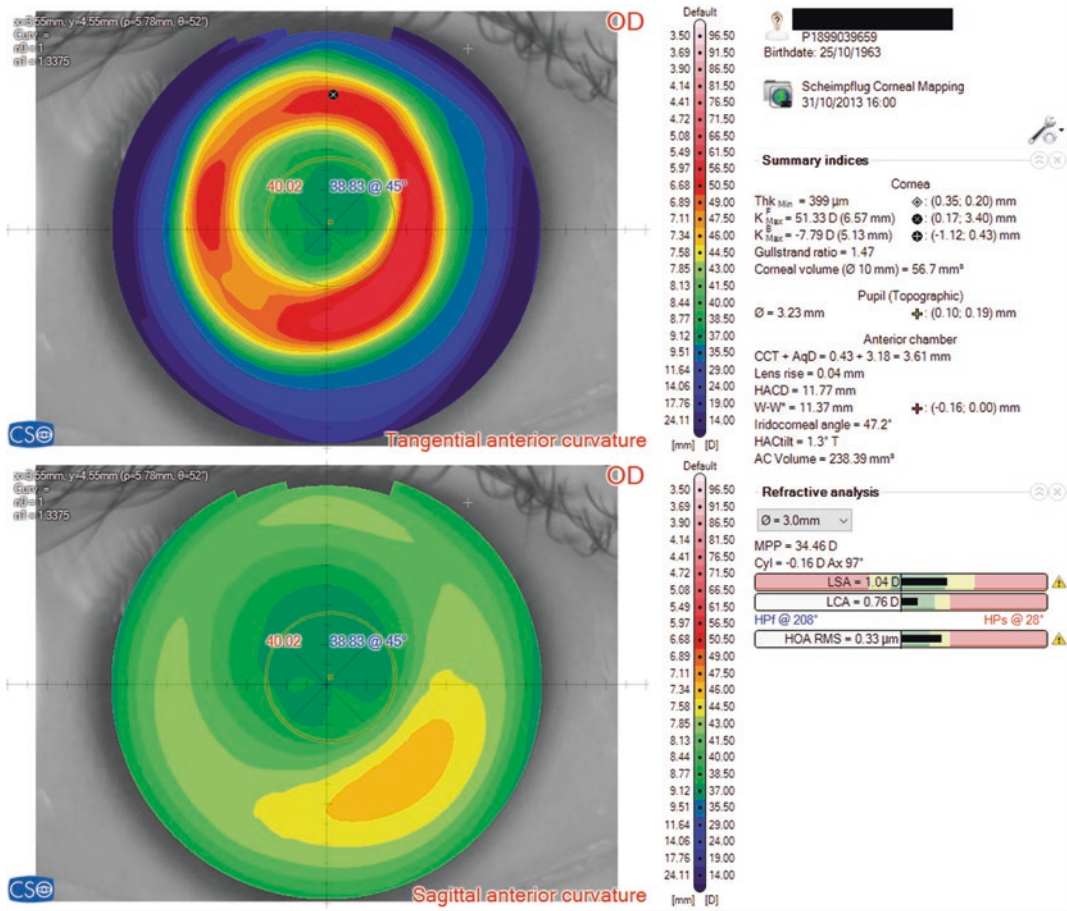 x=3.55mm, y=4.55mm (ρ=5.78mm, θ=52°)
Curv =
n0 = 1
n1 = 1.3375
OD
40.02 38.83 @ 45°
CSO
Tangential anterior curvature
Default
3.50 96.50
3.69 91.50
3.90 86.50
4.14 81.50
4.41 76.50
4.72 71.50
5.08 66.50
5.49 61.50
5.97 56.50
6.68 50.50
6.89 49.00
7.11 47.50
7.34 46.00
7.58 44.50
7.85 43.00
8.13 41.50
8.44 40.00
8.77 38.50
9.12 37.00
9.51 35.50
11.64 29.00
14.06 24.00
17.76 19.00
24.11 14.00
[mm] [D]
x=3.55mm, y=4.55mm (ρ=5.78mm, θ=52°)
Curv =
n0 = 1
n1 = 1.3375
OD
40.02 38.83 @ 45°
CSO
Sagittal anterior curvature
Default
3.50 96.50
3.69 91.50
3.90 86.50
4.14 81.50
4.41 76.50
4.72 71.50
5.08 66.50
5.49 61.50
5.97 56.50
6.68 50.50
6.89 49.00
7.11 47.50
7.34 46.00
7.58 44.50
7.85 43.00
8.13 41.50
8.44 40.00
8.77 38.50
9.12 37.00
9.51 35.50
11.64 29.00
14.06 24.00
17.76 19.00
24.11 14.00
[mm] [D]
P1899039659
Birthdate: 25/10/1963
Scheimpflug Corneal Mapping
31/10/2013 16:00
Summary indices
Cornea
Thk Min = 399 µm : (0.35; 0.20) mm
K F Max = 51.33 D (6.57 mm) : (0.17; 3.40) mm
K B Max = -7.79 D (5.13 mm) : (-1.12; 0.43) mm
Gullstrand ratio = 1.47
Corneal volume (Ø 10 mm) = 56.7 mm³
Pupil (Topographic)
Ø = 3.23 mm : (0.10; 0.19) mm
Anterior chamber
CCT + AqD = 0.43 + 3.18 = 3.61 mm
Lens rise = 0.04 mm
HACD = 11.77 mm
W-W* = 11.37 mm : (-0.16; 0.00) mm
Iridocorneal angle = 47.2°
HACtilt = 1.3° T
AC Volume = 238.39 mm³
Refractive analysis
Ø = 3.0mm
MPP = 34.46 D
Cyl = -0.16 D Ax 97°
LSA = 1.04 D
LCA = 0.76 D
HPf @ 208° HPs @ 28°
HOA RMS = 0.33 µm